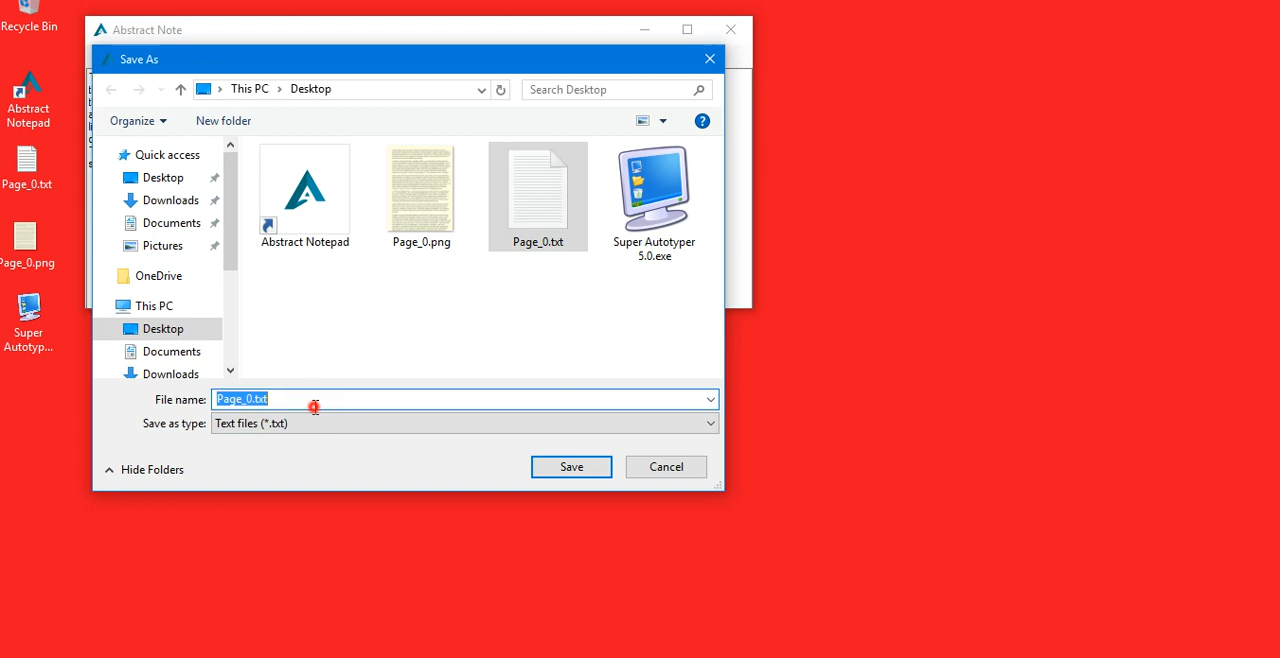 Recycle Bin
Abstract
Notepad
Page_0.txt
Page_0.png
Super
Autotyp...
Abstract Note
Save As
This PC
Desktop
Search Desktop
Organize
New folder
Quick access
Desktop
Downloads
Documents
Pictures
OneDrive
This PC
Desktop
Documents
Downloads
Abstract Notepad
Page_0.png
Page_0.txt
Super Autotyper
5.0.exe
File name:
Page_0.txt
Save as type:
Text files (*.txt)
Hide Folders
Save
Cancel